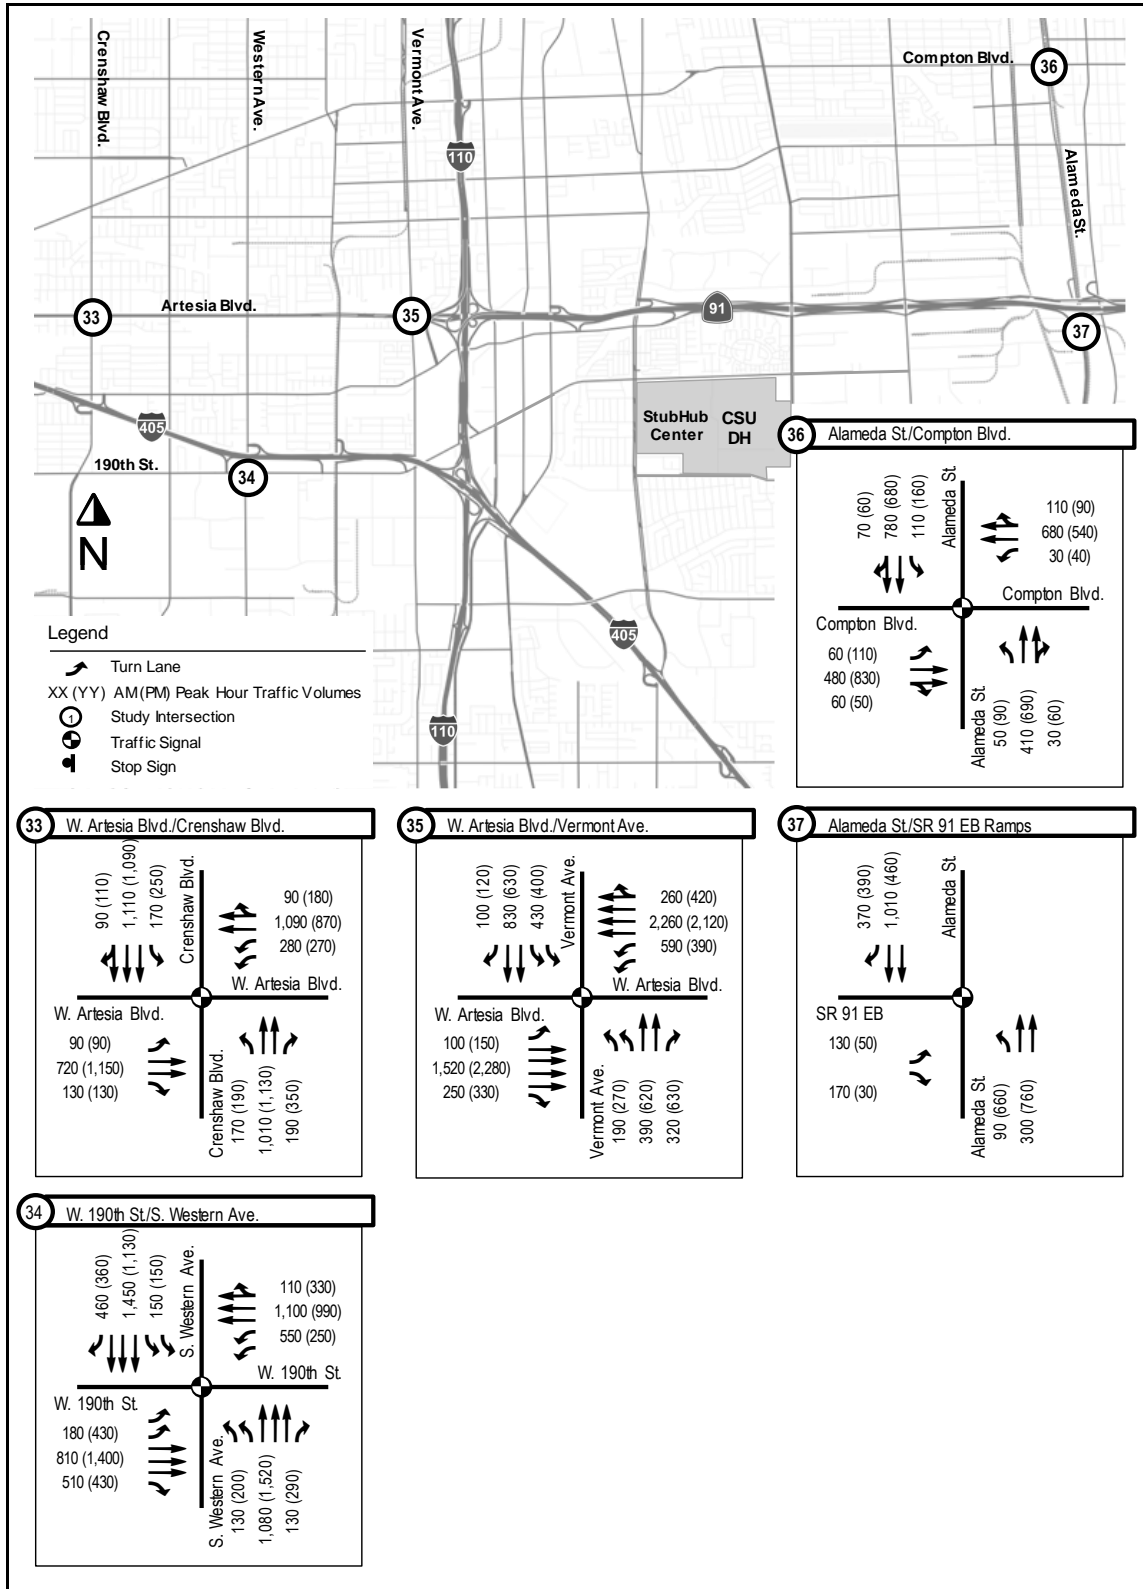 Crenshaw Blvd.
Western Ave.
Vermont Ave.
Compton Blvd.
36
110
Alameda St.
Artesia Blvd.
33
35
91
37
405
190th St.
34
StubHub
Center
CSU
DH
N
405
110
Legend
Turn Lane
XX (YY) AM (PM) Peak Hour Traffic Volumes
1 Study Intersection
Traffic Signal
Stop Sign
36 Alameda St./Compton Blvd.
70 (60)
780 (680)
110 (160)
Alameda St.
110 (90)
680 (540)
30 (40)
Compton Blvd.
Compton Blvd.
60 (110)
480 (830)
60 (50)
Alameda St.
50 (90)
410 (690)
30 (60)
33 W. Artesia Blvd./Crenshaw Blvd.
90 (110)
1,110 (1,090)
170 (250)
Crenshaw Blvd.
90 (180)
1,090 (870)
280 (270)
W. Artesia Blvd.
W. Artesia Blvd.
90 (90)
720 (1,150)
130 (130)
Crenshaw Blvd.
170 (190)
1,010 (1,130)
190 (350)
35 W. Artesia Blvd./Vermont Ave.
100 (120)
830 (630)
430 (400)
Vermont Ave.
260 (420)
2,260 (2,120)
590 (390)
W. Artesia Blvd.
W. Artesia Blvd.
100 (150)
1,520 (2,280)
250 (330)
Vermont Ave.
190 (270)
390 (620)
320 (630)
37 Alameda St./SR 91 EB Ramps
370 (390)
1,010 (460)
Alameda St.
SR 91 EB
130 (50)
170 (30)
Alameda St.
90 (660)
300 (760)
34 W. 190th St./S. Western Ave.
460 (360)
1,450 (1,130)
150 (150)
S. Western Ave.
110 (330)
1,100 (990)
550 (250)
W. 190th St.
W. 190th St.
180 (430)
810 (1,400)
510 (430)
S. Western Ave.
130 (200)
1,080 (1,520)
130 (290)